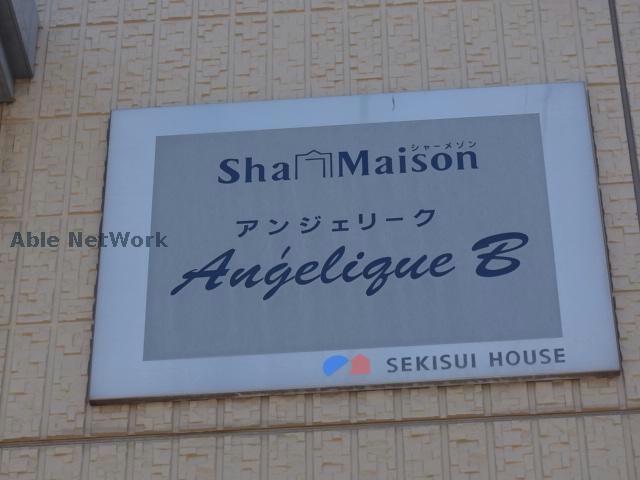 シャーメゾン
Sha Maison
アンジェリーク
Angélique B
Able NetWork
SEKISUI HOUSE